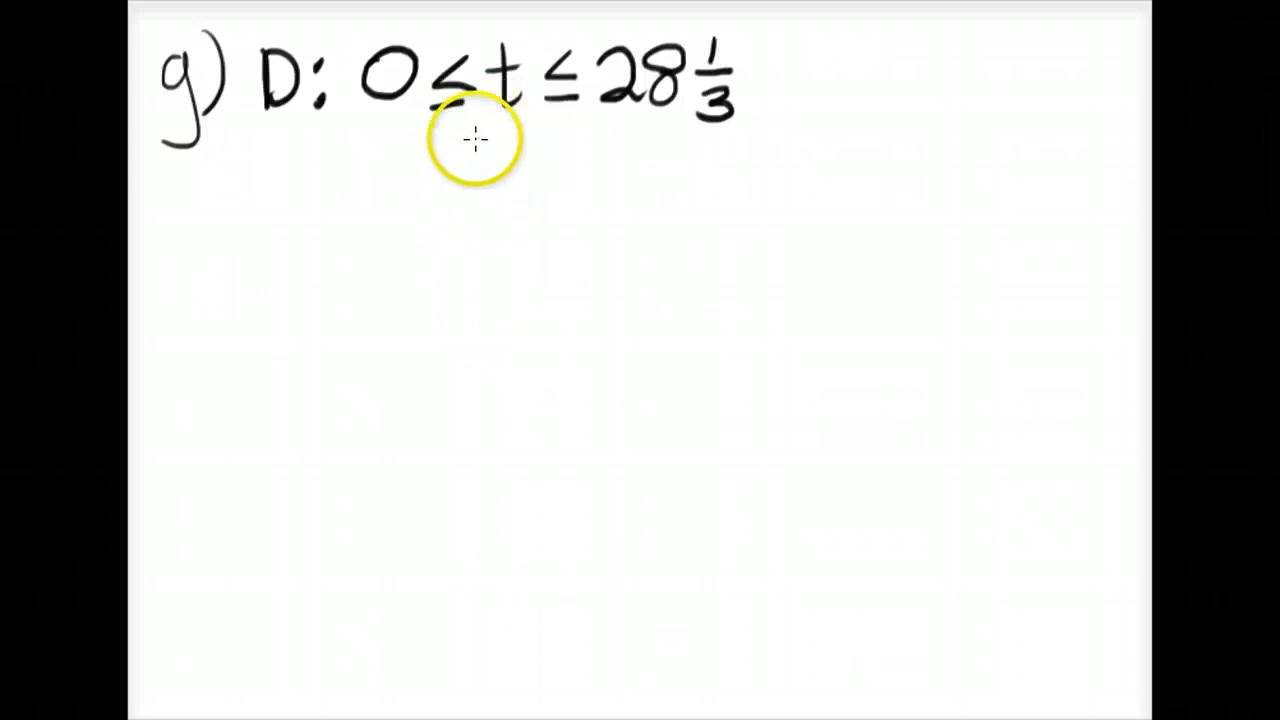 g) D: 0 ≤ t ≤ 28 1/3